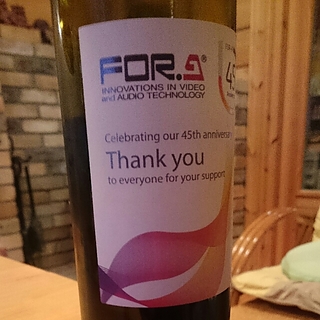 FOR.A®
INNOVATIONS IN VIDEO
and AUDIO TECHNOLOGY
Celebrating our 45th anniversary
Thank you
to everyone for your support